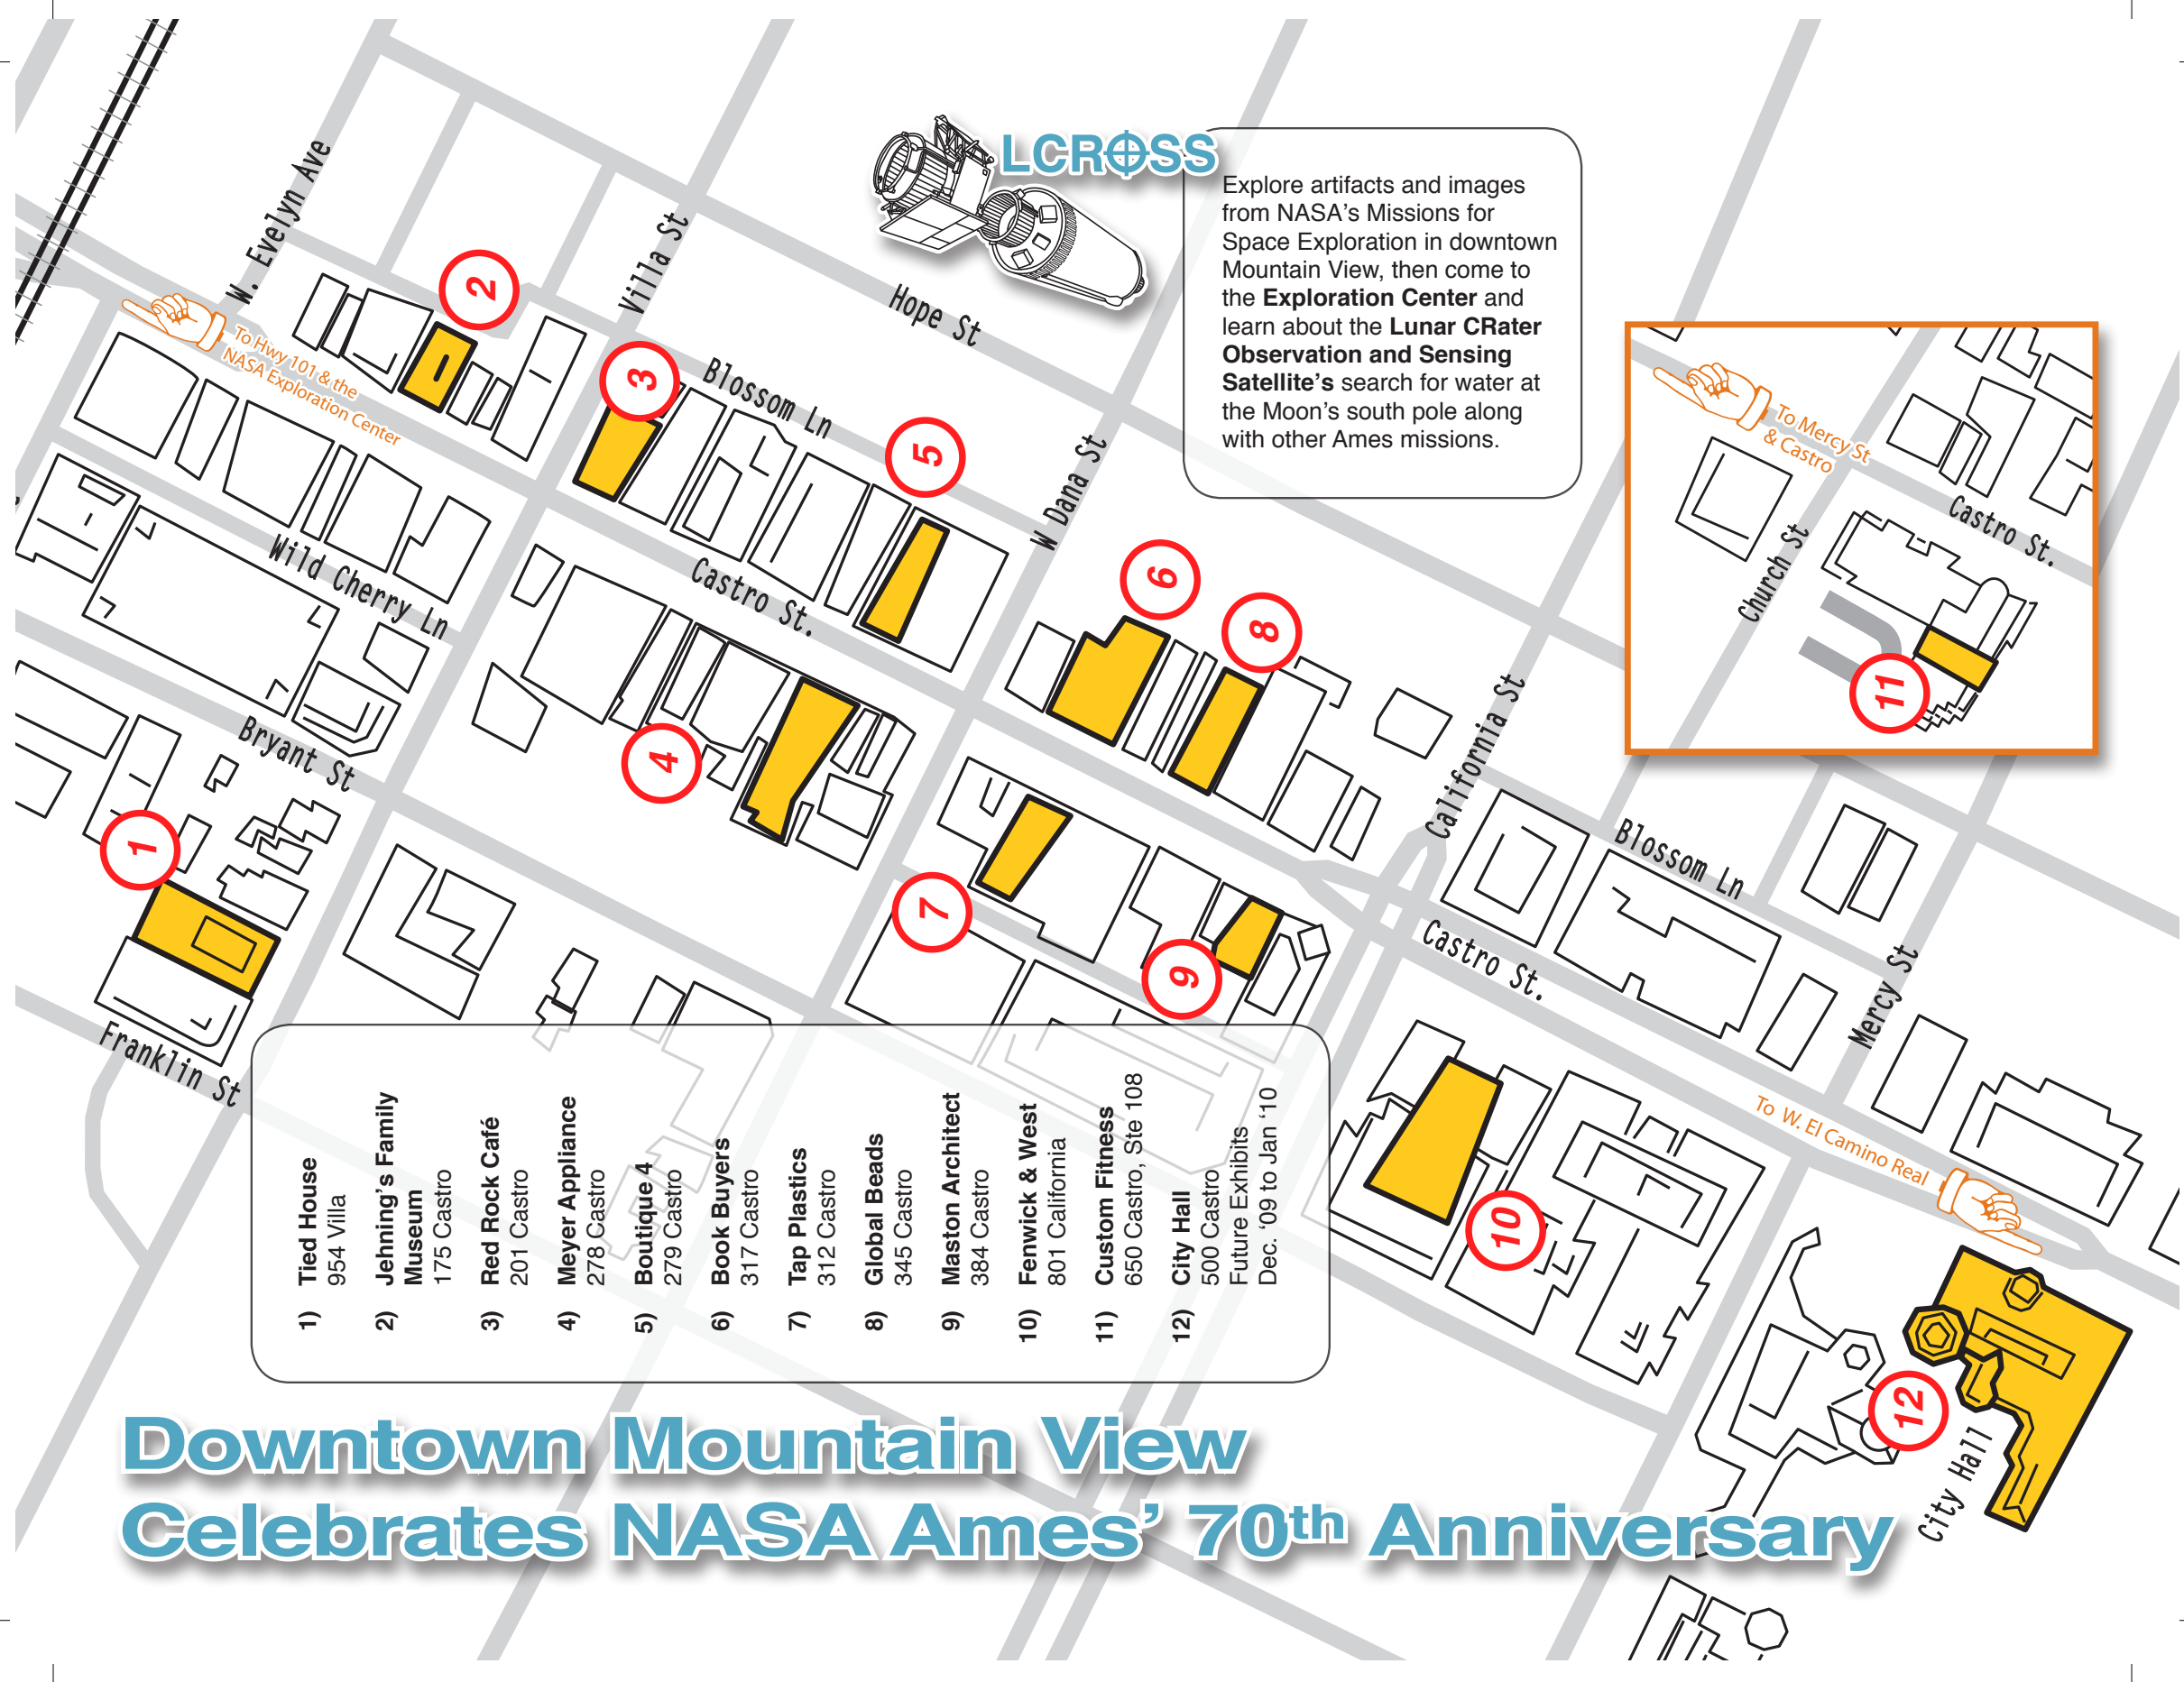 W. Evelyn Ave
Villa St
Hope St
LCROSS
Explore artifacts and images
from NASA's Missions for
Space Exploration in downtown
Mountain View, then come to
the Exploration Center and
learn about the Lunar CRater
Observation and Sensing
Satellite's search for water at
the Moon's south pole along
with other Ames missions.
To Hwy 101 & the
NASA Exploration Center
2
3
Blossom Ln
5
W Dana St
6
8
To Mercy St
& Castro
Castro St.
Church St
11
Wild Cherry Ln
Castro St.
4
Bryant St
1
7
9
California St
Blossom Ln
Castro St.
Mercy St
Franklin St
To W. El Camino Real
10
12
City Hall
1) Tied House
954 Villa
2) Jehning's Family
Museum
175 Castro
3) Red Rock Café
201 Castro
4) Meyer Appliance
278 Castro
5) Boutique 4
279 Castro
6) Book Buyers
317 Castro
7) Tap Plastics
312 Castro
8) Global Beads
345 Castro
9) Maston Architect
384 Castro
10) Fenwick & West
801 California
11) Custom Fitness
650 Castro, Ste 108
12) City Hall
500 Castro
Future Exhibits
Dec. '09 to Jan '10
Downtown Mountain View
Celebrates NASA Ames' 70th Anniversary